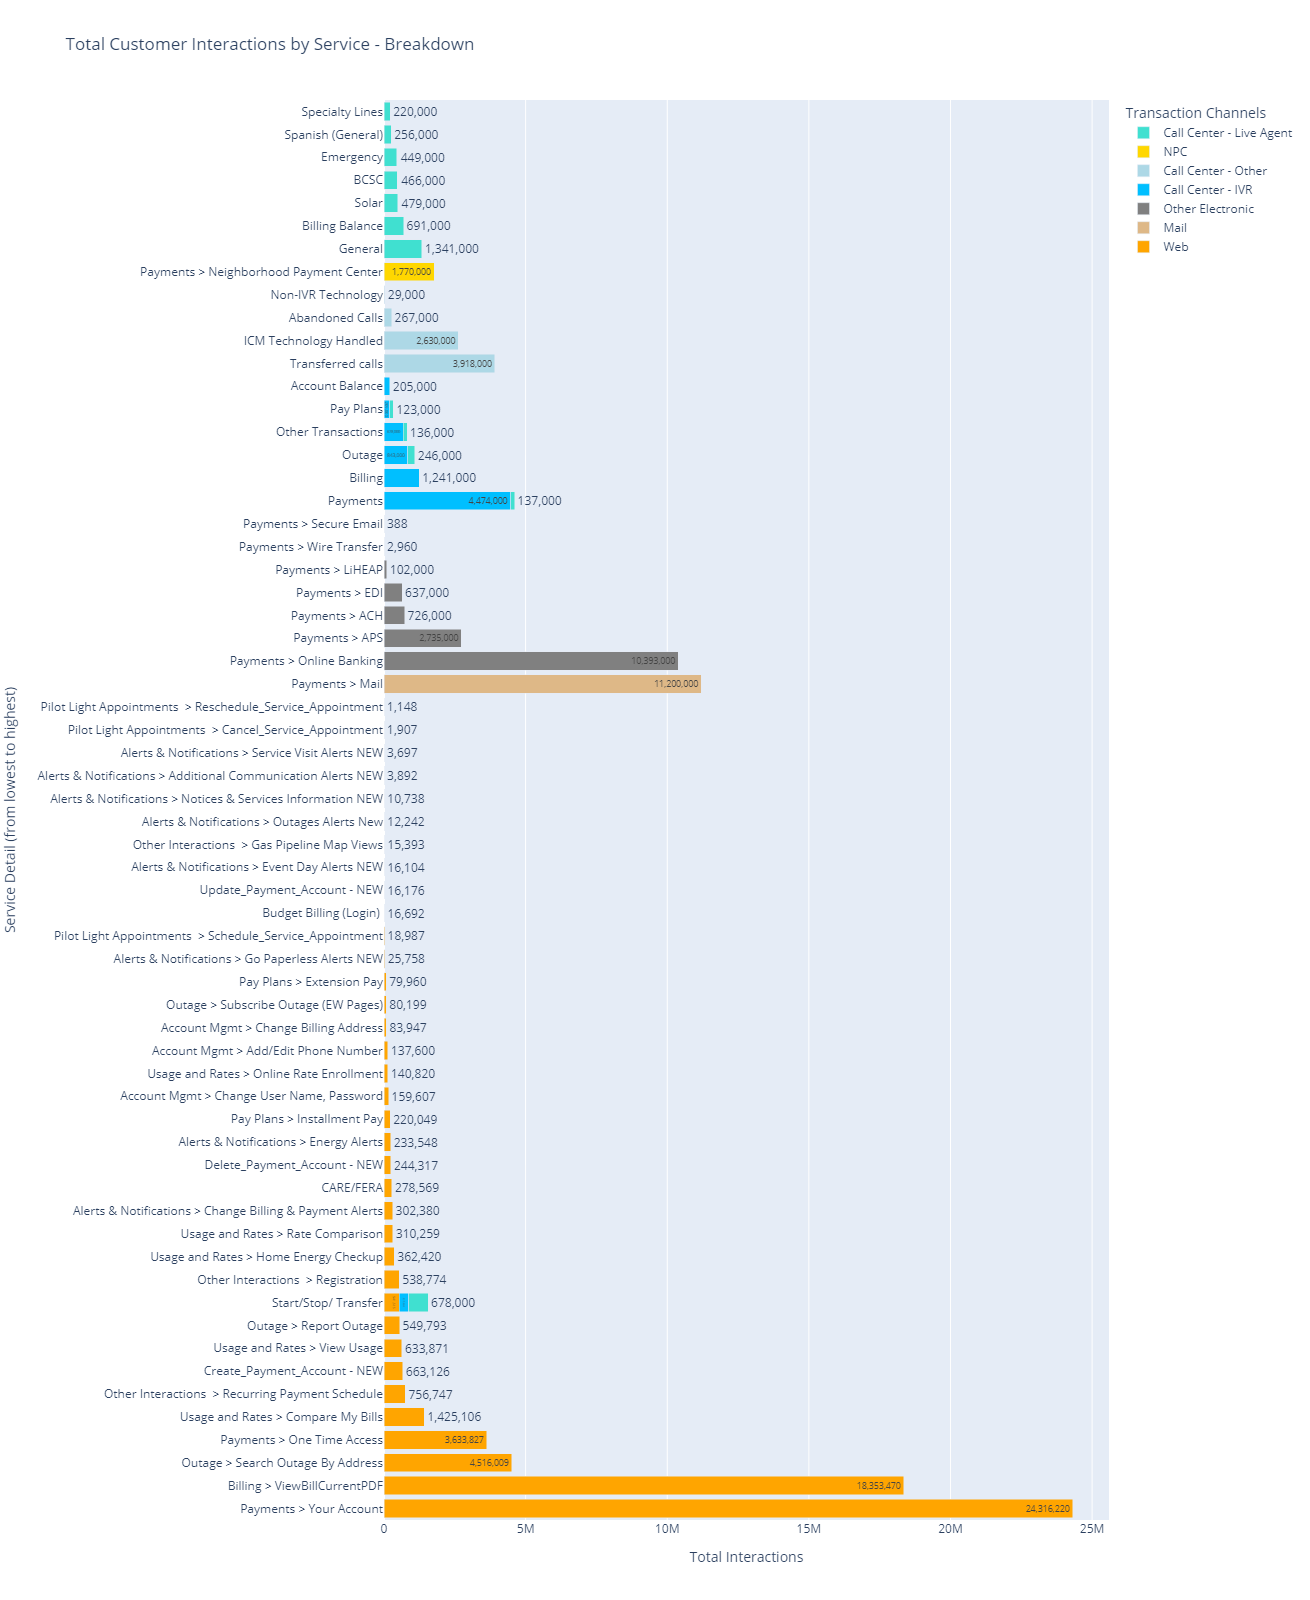 Total Customer Interactions by Service - Breakdown
Transaction Channels
Call Center - Live Agent
NPC
Call Center - Other
Call Center - IVR
Other Electronic
Mail
Web
Service Detail (from lowest to highest)
Specialty Lines 220,000
Spanish (General) 256,000
Emergency 449,000
BCSC 466,000
Solar 479,000
Billing Balance 691,000
General 1,341,000
Payments > Neighborhood Payment Center 1,770,000
Non-IVR Technology 29,000
Abandoned Calls 267,000
ICM Technology Handled 2,630,000
Transferred calls 3,918,000
Account Balance 205,000
Pay Plans 123,000
Other Transactions 136,000
Outage 246,000
Billing 1,241,000
Payments 4,474,000 137,000
Payments > Secure Email 388
Payments > Wire Transfer 2,960
Payments > LiHEAP 102,000
Payments > EDI 637,000
Payments > ACH 726,000
Payments > APS 2,735,000
Payments > Online Banking 10,393,000
Payments > Mail 11,200,000
Pilot Light Appointments  > Reschedule_Service_Appointment 1,148
Pilot Light Appointments  > Cancel_Service_Appointment 1,907
Alerts & Notifications > Service Visit Alerts NEW 3,697
Alerts & Notifications > Additional Communication Alerts NEW 3,892
Alerts & Notifications > Notices & Services Information NEW 10,738
Alerts & Notifications > Outages Alerts New 12,242
Other Interactions  > Gas Pipeline Map Views 15,393
Alerts & Notifications > Event Day Alerts NEW 16,104
Update_Payment_Account - NEW 16,176
Budget Billing (Login) 16,692
Pilot Light Appointments  > Schedule_Service_Appointment 18,987
Alerts & Notifications > Go Paperless Alerts NEW 25,758
Pay Plans > Extension Pay 79,960
Outage > Subscribe Outage (EW Pages) 80,199
Account Mgmt > Change Billing Address 83,947
Account Mgmt > Add/Edit Phone Number 137,600
Usage and Rates > Online Rate Enrollment 140,820
Account Mgmt > Change User Name, Password 159,607
Pay Plans > Installment Pay 220,049
Alerts & Notifications > Energy Alerts 233,548
Delete_Payment_Account - NEW 244,317
CARE/FERA 278,569
Alerts & Notifications > Change Billing & Payment Alerts 302,380
Usage and Rates > Rate Comparison 310,259
Usage and Rates > Home Energy Checkup 362,420
Other Interactions  > Registration 538,774
Start/Stop/ Transfer 678,000
Outage > Report Outage 549,793
Usage and Rates > View Usage 633,871
Create_Payment_Account - NEW 663,126
Other Interactions  > Recurring Payment Schedule 756,747
Usage and Rates > Compare My Bills 1,425,106
Payments > One Time Access 3,633,827
Outage > Search Outage By Address 4,516,009
Billing > ViewBillCurrentPDF 18,353,470
Payments > Your Account 24,316,220
0 5M 10M 15M 20M 25M
Total Interactions